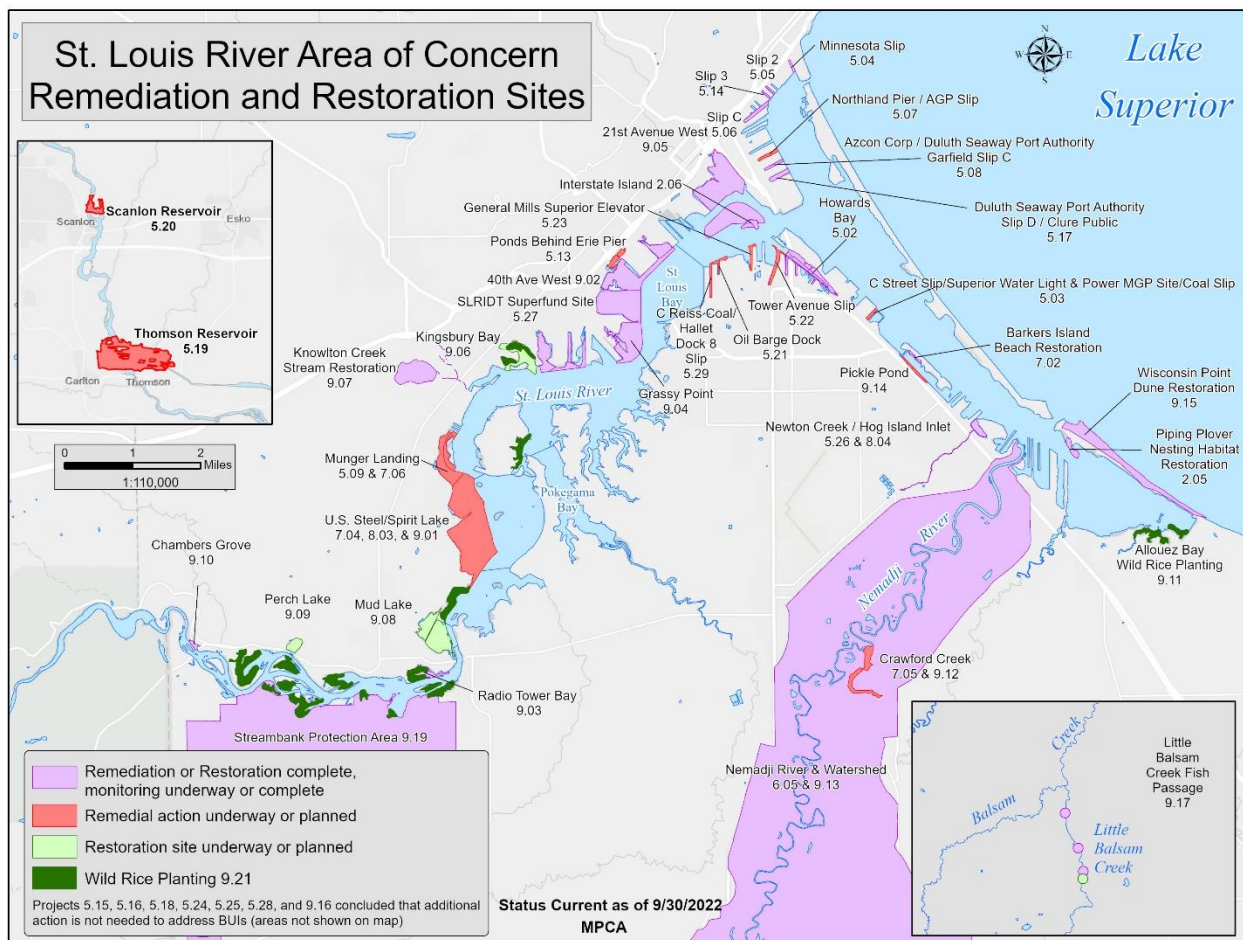 St. Louis River Area of Concern
Remediation and Restoration Sites
N
W
E
S
Lake
Superior
Minnesota Slip
5.04
Slip 2
5.05
Slip 3
5.14
Northland Pier / AGP Slip
5.07
Slip C
5.06
21st Avenue West
9.05
Azcon Corp / Duluth Seaway Port Authority
Garfield Slip C
5.08
Interstate Island 2.06
General Mills Superior Elevator
5.23
Howards
Bay
5.02
Duluth Seaway Port Authority
Slip D / Clure Public
5.17
Ponds Behind Erie Pier
5.13
40th Ave West 9.02
SLRIDT Superfund Site
5.27
St
Louis
Bay
C Street Slip/Superior Water Light & Power MGP Site/Coal Slip
5.03
Tower Avenue Slip
5.22
C Reiss Coal/
Hallet
Dock 8
Slip
5.29
Oil Barge Dock
5.21
Kingsbury Bay
9.06
Barkers Island
Beach Restoration
7.02
Knowlton Creek
Stream Restoration
9.07
Pickle Pond
9.14
Wisconsin Point
Dune Restoration
9.15
St. Louis River
Grassy Point
9.04
Newton Creek / Hog Island Inlet
5.26 & 8.04
Piping Plover
Nesting Habitat
Restoration
2.05
Munger Landing
5.09 & 7.06
Pokegama
Bay
U.S. Steel/Spirit Lake
7.04, 8.03, & 9.01
Nemadji River
Allouez Bay
Wild Rice Planting
9.11
Chambers Grove
9.10
Perch Lake
9.09
Mud Lake
9.08
Crawford Creek
7.05 & 9.12
Radio Tower Bay
9.03
Streambank Protection Area 9.19
Nemadji River & Watershed
6.05 & 9.13
Scanlon
Scanlon Reservoir
5.20
Esko
Thomson Reservoir
5.19
Carlton
Thomson
0 1 2
Miles
1:110,000
Remediation or Restoration complete,
monitoring underway or complete
Remedial action underway or planned
Restoration site underway or planned
Wild Rice Planting 9.21
Projects 5.15, 5.16, 5.18, 5.24, 5.25, 5.28, and 9.16 concluded that additional
action is not needed to address BUIs (areas not shown on map)
Status Current as of 9/30/2022
MPCA
Balsam Creek
Little
Balsam
Creek
Little
Balsam
Creek Fish
Passage
9.17